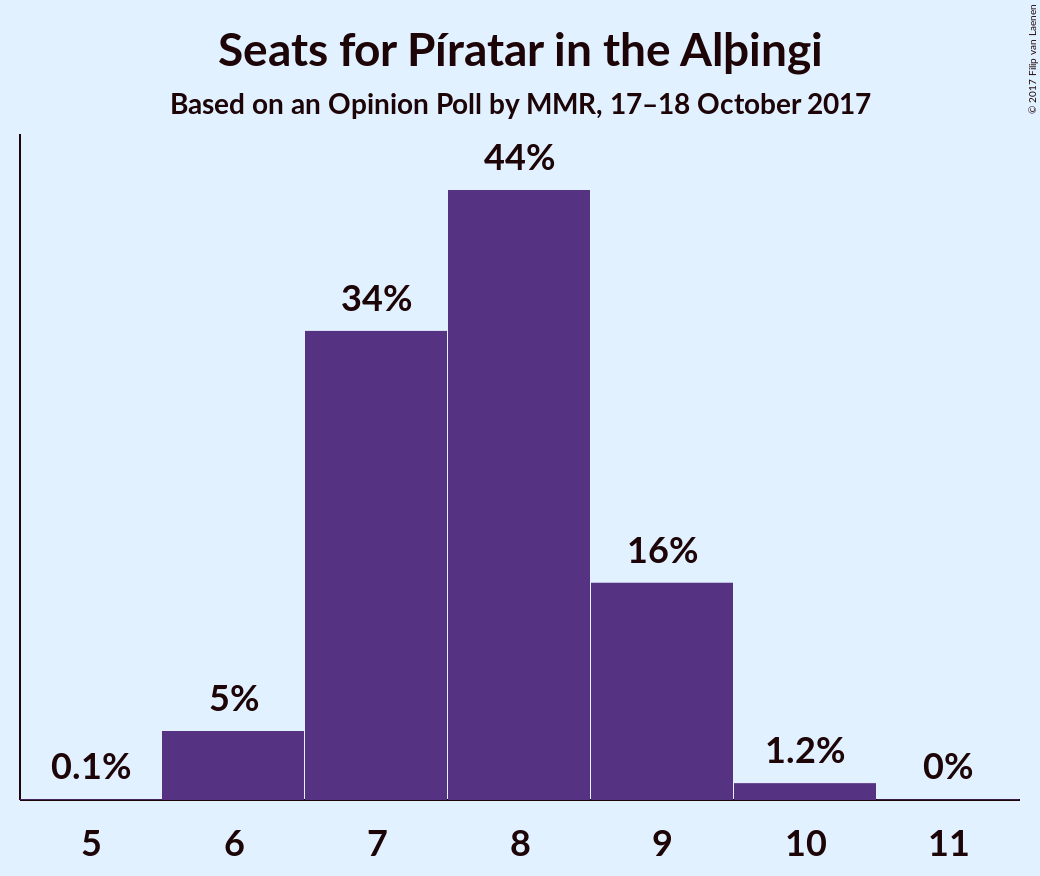 Seats for Píratar in the Alþingi
Based on an Opinion Poll by MMR, 17–18 October 2017
© 2017 Filip van Laenen
44%
34%
16%
5%
1.2%
0.1%
0%
5 6 7 8 9 10 11